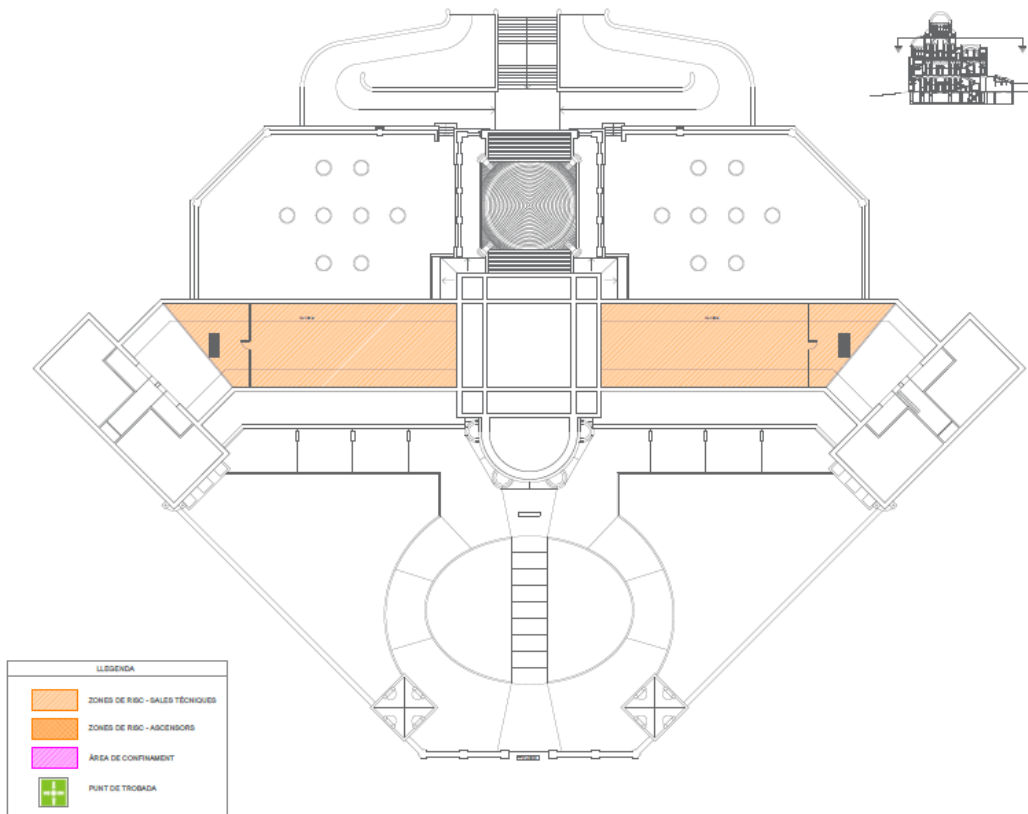 LLEGENDA
ZONES DE RISC - SALES TÈCNIQUES
ZONES DE RISC - ASCENSORS
ÀREA DE CONFINAMENT
PUNT DE TROBADA